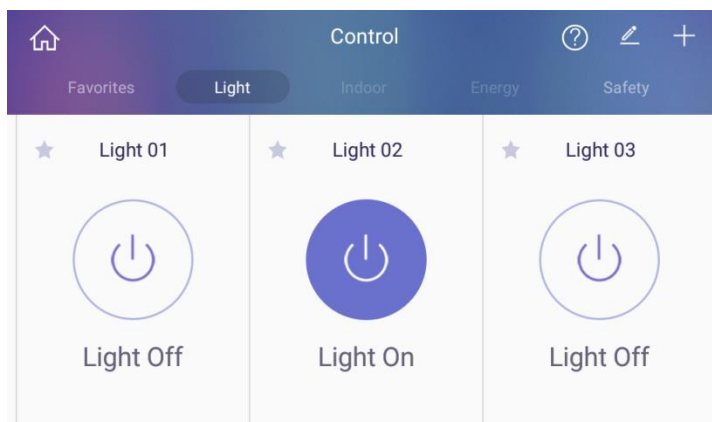 Control
Favorites Light Indoor Energy Safety
Light 01 Light 02 Light 03
Light Off Light On Light Off